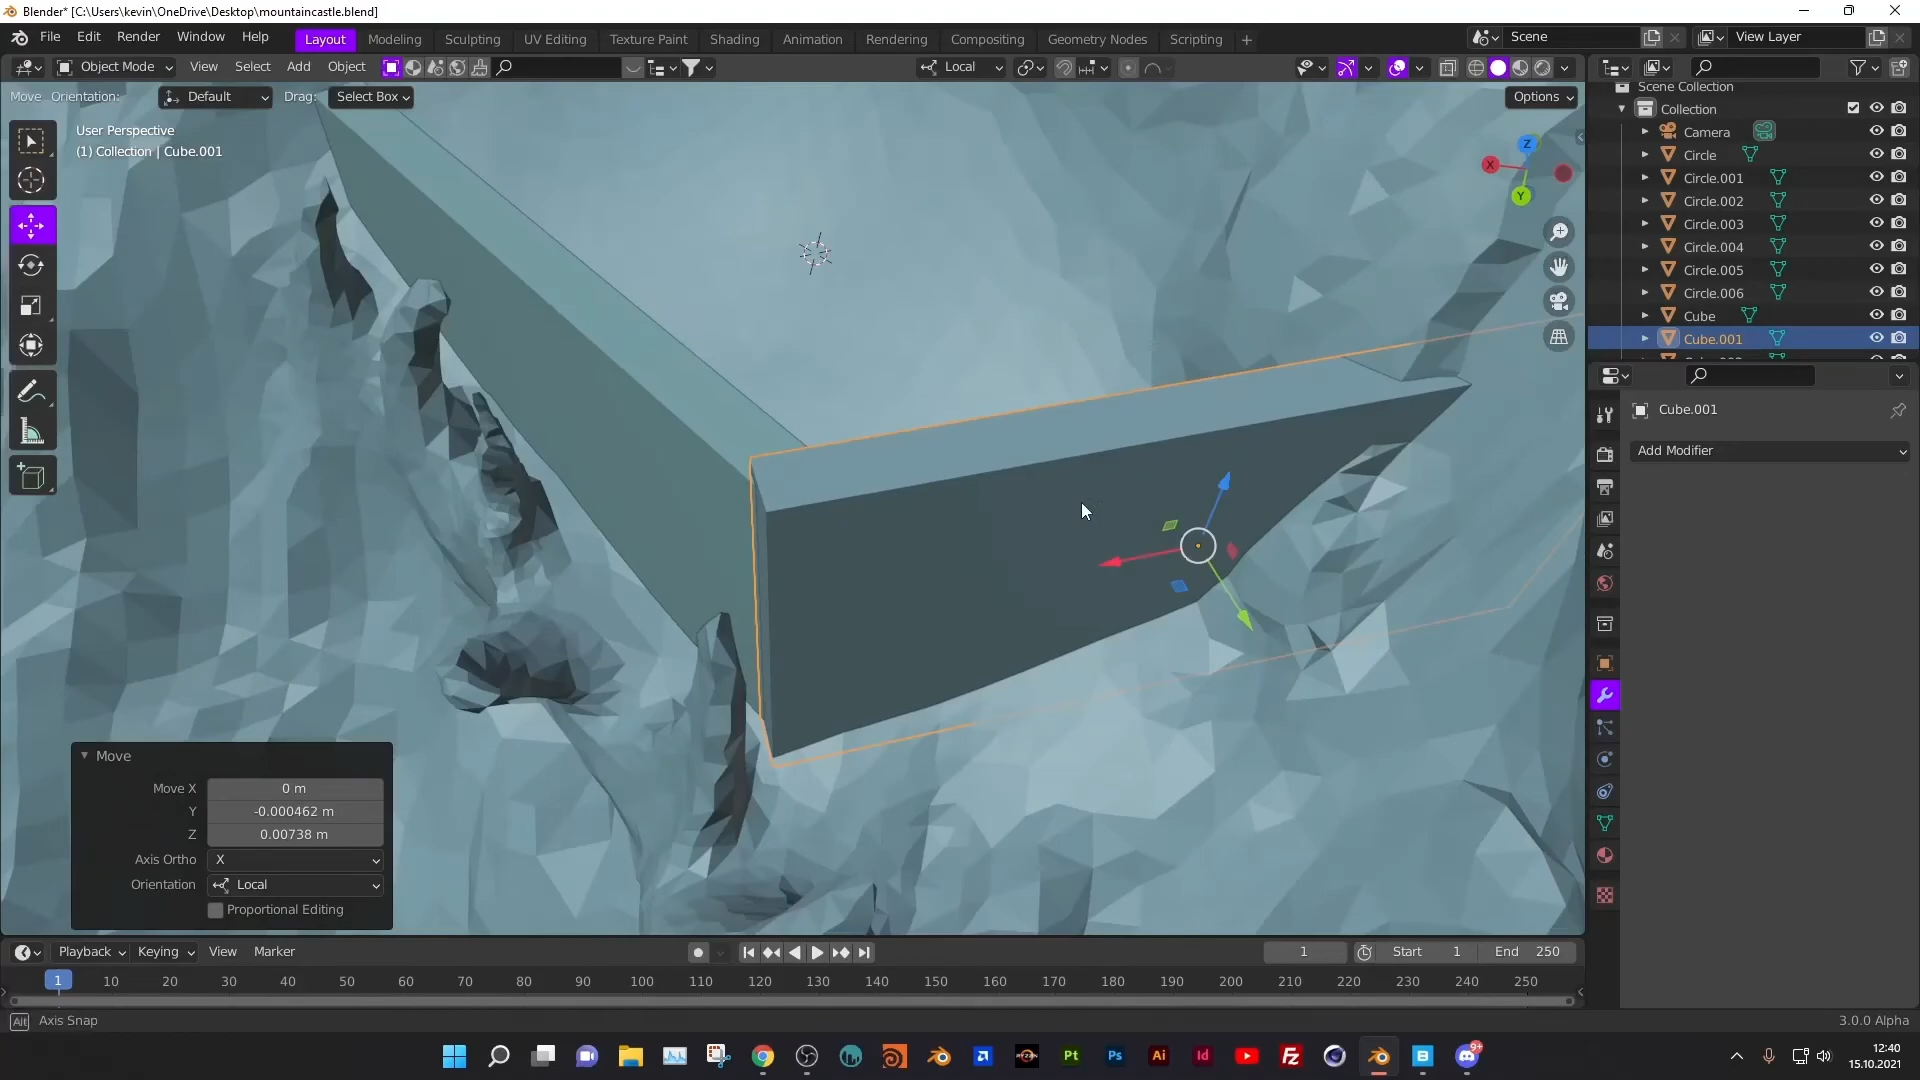 Blender* [C:\Users\kevin\OneDrive\Desktop\mountaincastle.blend]
File Edit Render Window Help Layout Modeling Sculpting UV Editing Texture Paint Shading Animation Rendering Compositing Geometry Nodes Scripting + Scene View Layer
Object Mode View Select Add Object Local
Move Orientation: Default Drag: Select Box Options
User Perspective
(1) Collection | Cube.001
X Z Y
Scene Collection
Collection
Camera
Circle
Circle.001
Circle.002
Circle.003
Circle.004
Circle.005
Circle.006
Cube
Cube.001
Cube.001
Add Modifier
Move
Move X 0 m
Y -0.000462 m
Z 0.00738 m
Axis Ortho X
Orientation Local
Proportional Editing
Playback Keying View Marker 1 Start 1 End 250
1 10 20 30 40 50 60 70 80 90 100 110 120 130 140 150 160 170 180 190 200 210 220 230 240 250
Alt Axis Snap 3.0.0 Alpha
RYZEN Pt Ps Ai Id Fz 9+
12:40
15.10.2021